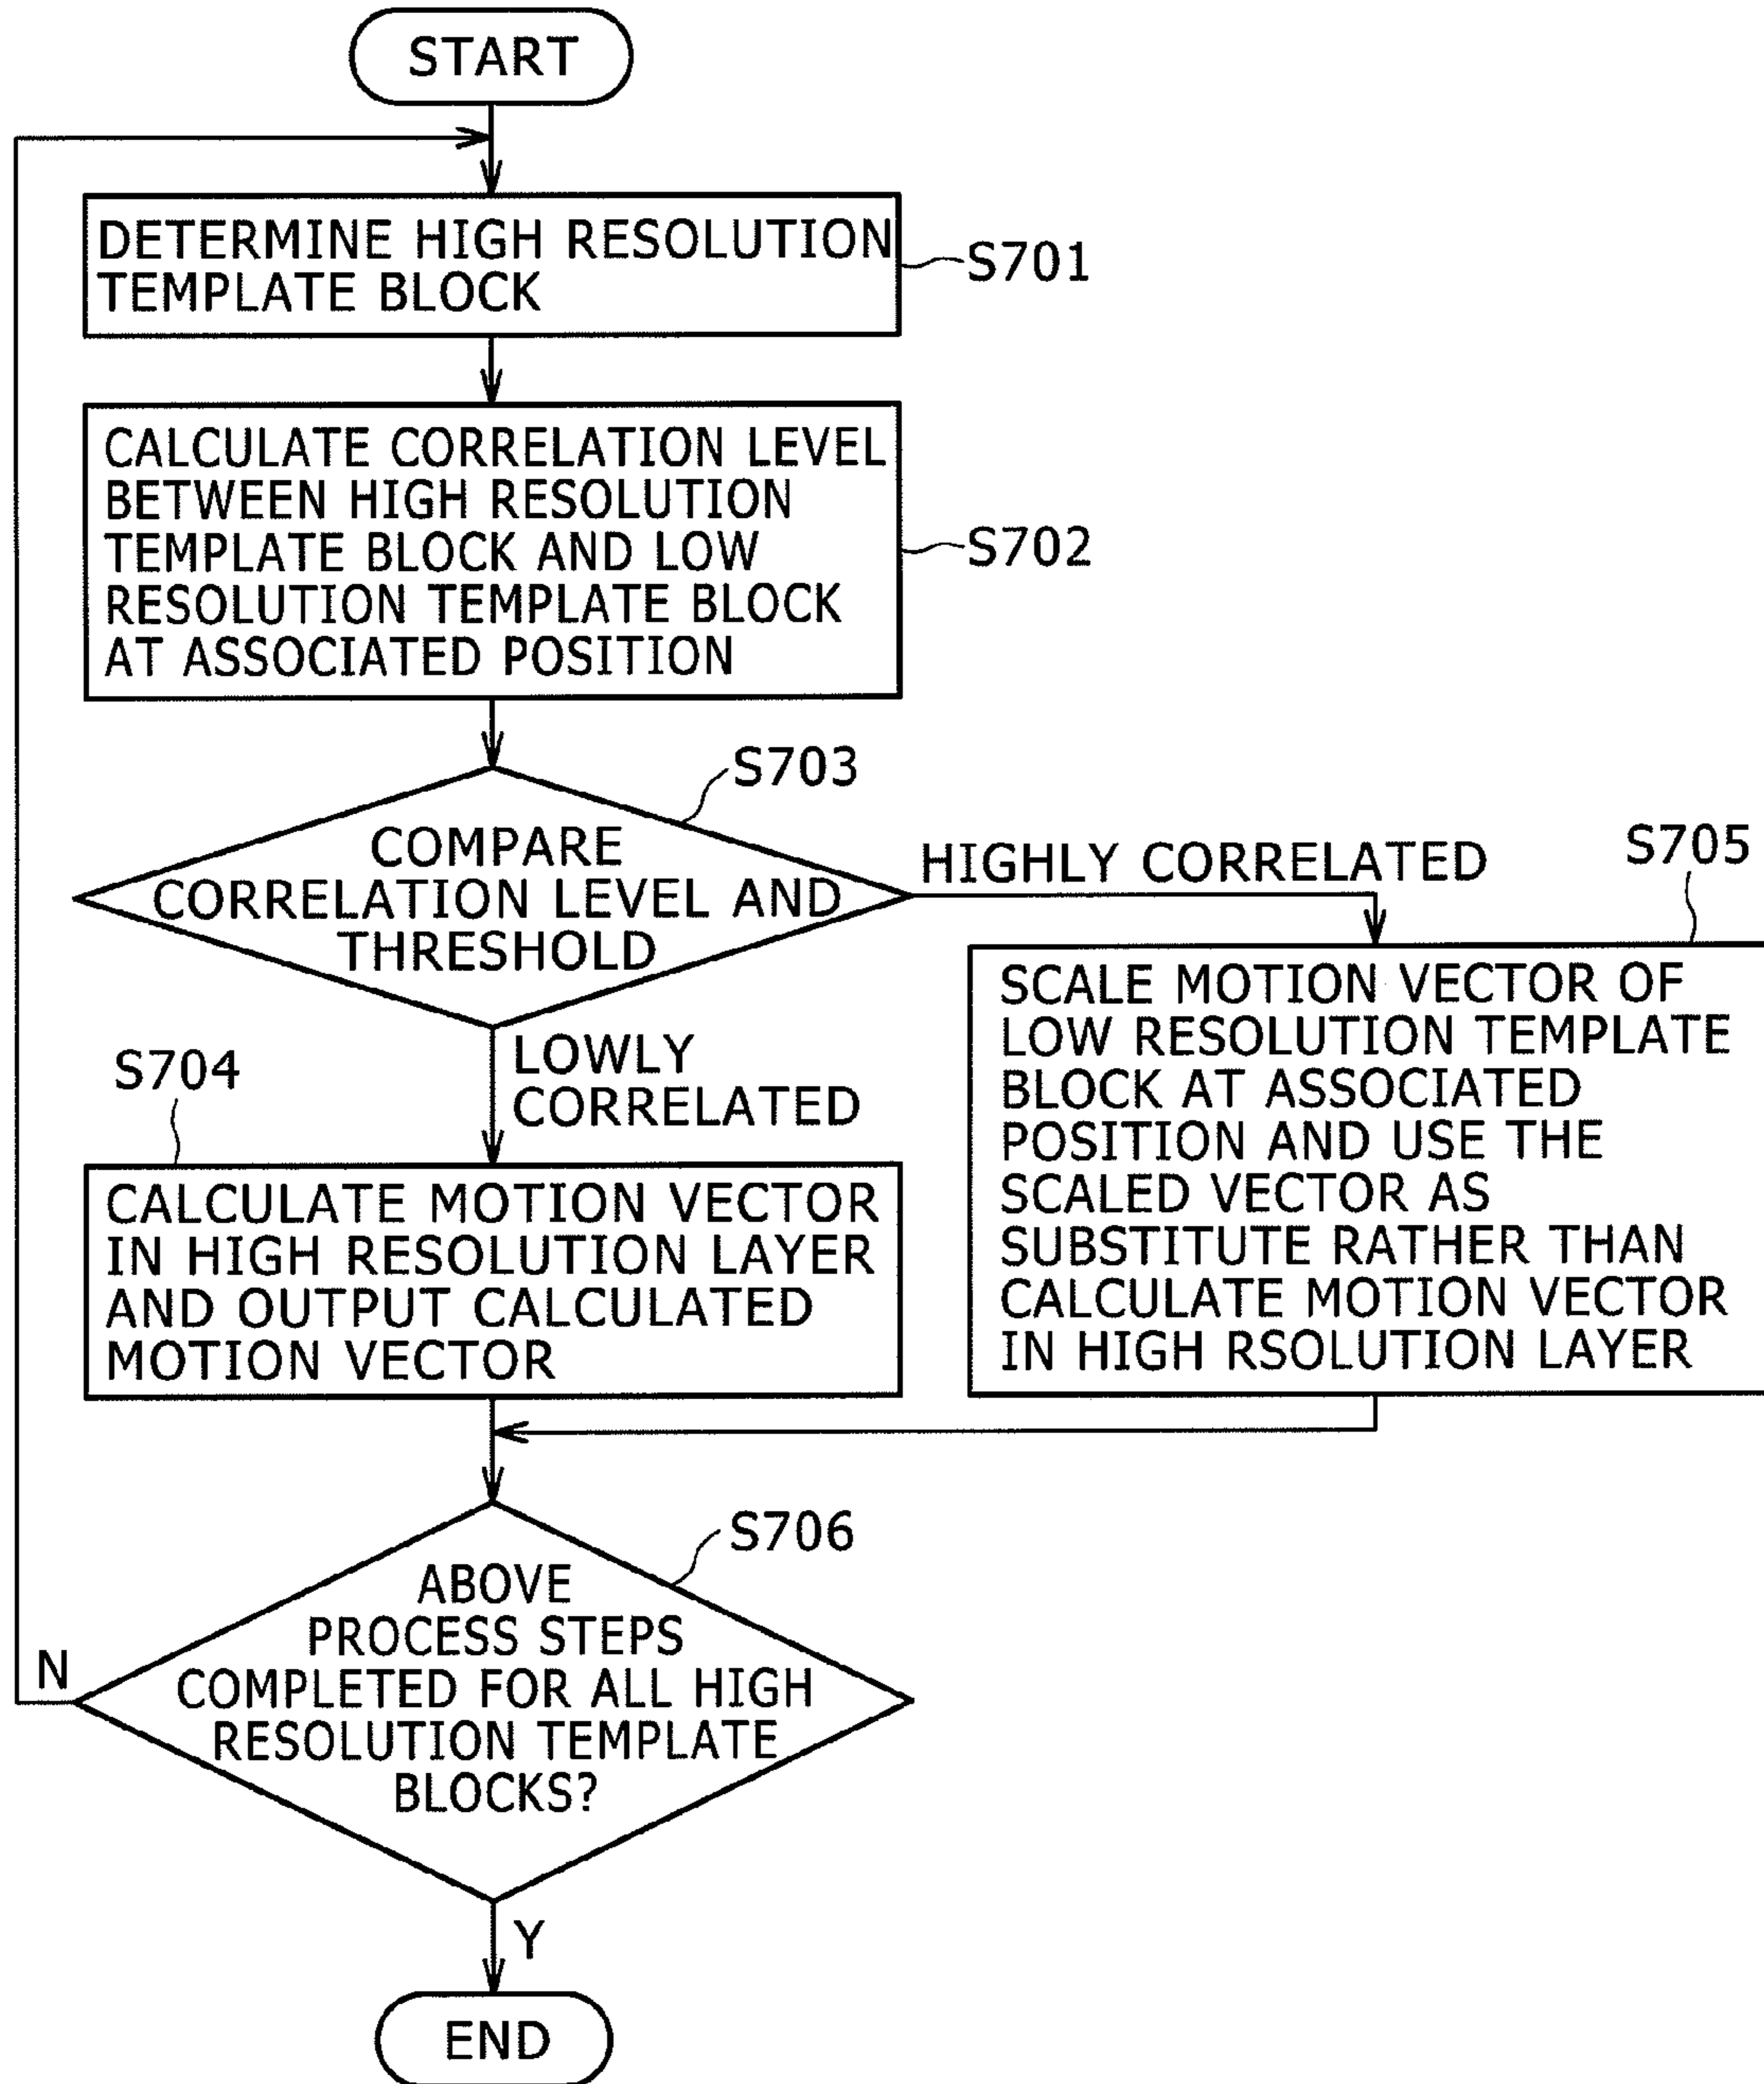 START
DETERMINE HIGH RESOLUTION
TEMPLATE BLOCK
S701
CALCULATE CORRELATION LEVEL
BETWEEN HIGH RESOLUTION
TEMPLATE BLOCK AND LOW
RESOLUTION TEMPLATE BLOCK
AT ASSOCIATED POSITION
S702
S703
COMPARE
CORRELATION LEVEL AND
THRESHOLD
HIGHLY CORRELATED
S705
SCALE MOTION VECTOR OF
LOW RESOLUTION TEMPLATE
BLOCK AT ASSOCIATED
POSITION AND USE THE
SCALED VECTOR AS
SUBSTITUTE RATHER THAN
CALCULATE MOTION VECTOR
IN HIGH RSOLUTION LAYER
LOWLY
CORRELATED
S704
CALCULATE MOTION VECTOR
IN HIGH RESOLUTION LAYER
AND OUTPUT CALCULATED
MOTION VECTOR
S706
ABOVE
PROCESS STEPS
COMPLETED FOR ALL HIGH
RESOLUTION TEMPLATE
BLOCKS?
N
Y
END